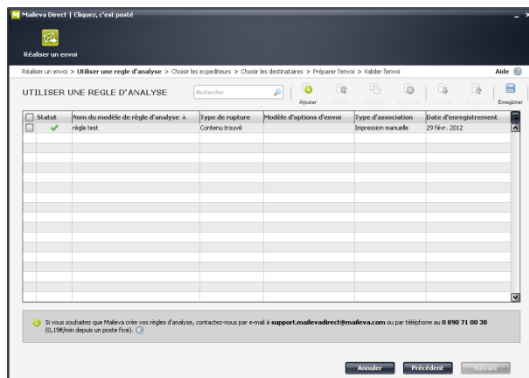 Maileva Direct | Cliquez, c'est posté
Réaliser un envoi
Réaliser un envoi > Utiliser une regle d'analyse > Choisir les expediteurs > Choisir les destinataires > Préparer l'envoi > Valider l'envoi
Aide
UTILISER UNE REGLE D'ANALYSE
Rechercher
Ajouter
Enregistrer
Statut Nom du modèle de règle d'analyse Type de rupture Modèle d'options d'envoi Type d'association Date d'enregistrement
règle test Contenu trouvé Impression manuelle 29 févr. 2012
Si vous souhaitez que Maileva crée vos règles d'analyse, contactez-nous par e-mail à support.mailevadirect@maileva.com ou par téléphone au 0 890 71 00 38
(0,15€/min depuis un poste fixe).
Annuler Précédent Suivant